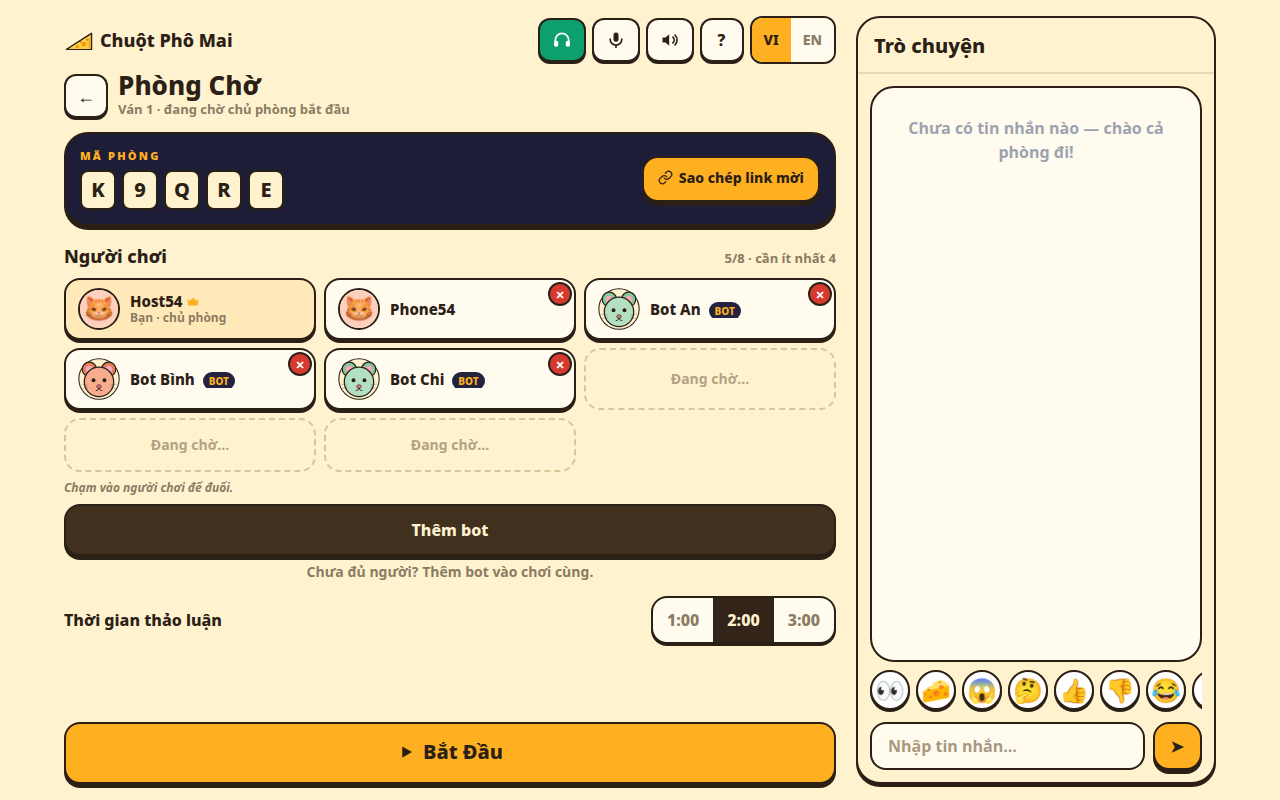 Chuột Phô Mai
?
VI
EN
Phòng Chờ
Ván 1 · đang chờ chủ phòng bắt đầu
MÃ PHÒNG
K 9 Q R E
Sao chép link mời
Người chơi
5/8 · cần ít nhất 4
Host54
Bạn · chủ phòng
Phone54
Bot An BOT
Bot Bình BOT
Bot Chi BOT
Đang chờ...
Đang chờ...
Đang chờ...
Chạm vào người chơi để đuổi.
Thêm bot
Chưa đủ người? Thêm bot vào chơi cùng.
Thời gian thảo luận
1:00
2:00
3:00
Bắt Đầu
Trò chuyện
Chưa có tin nhắn nào — chào cả
phòng đi!
Nhập tin nhắn...